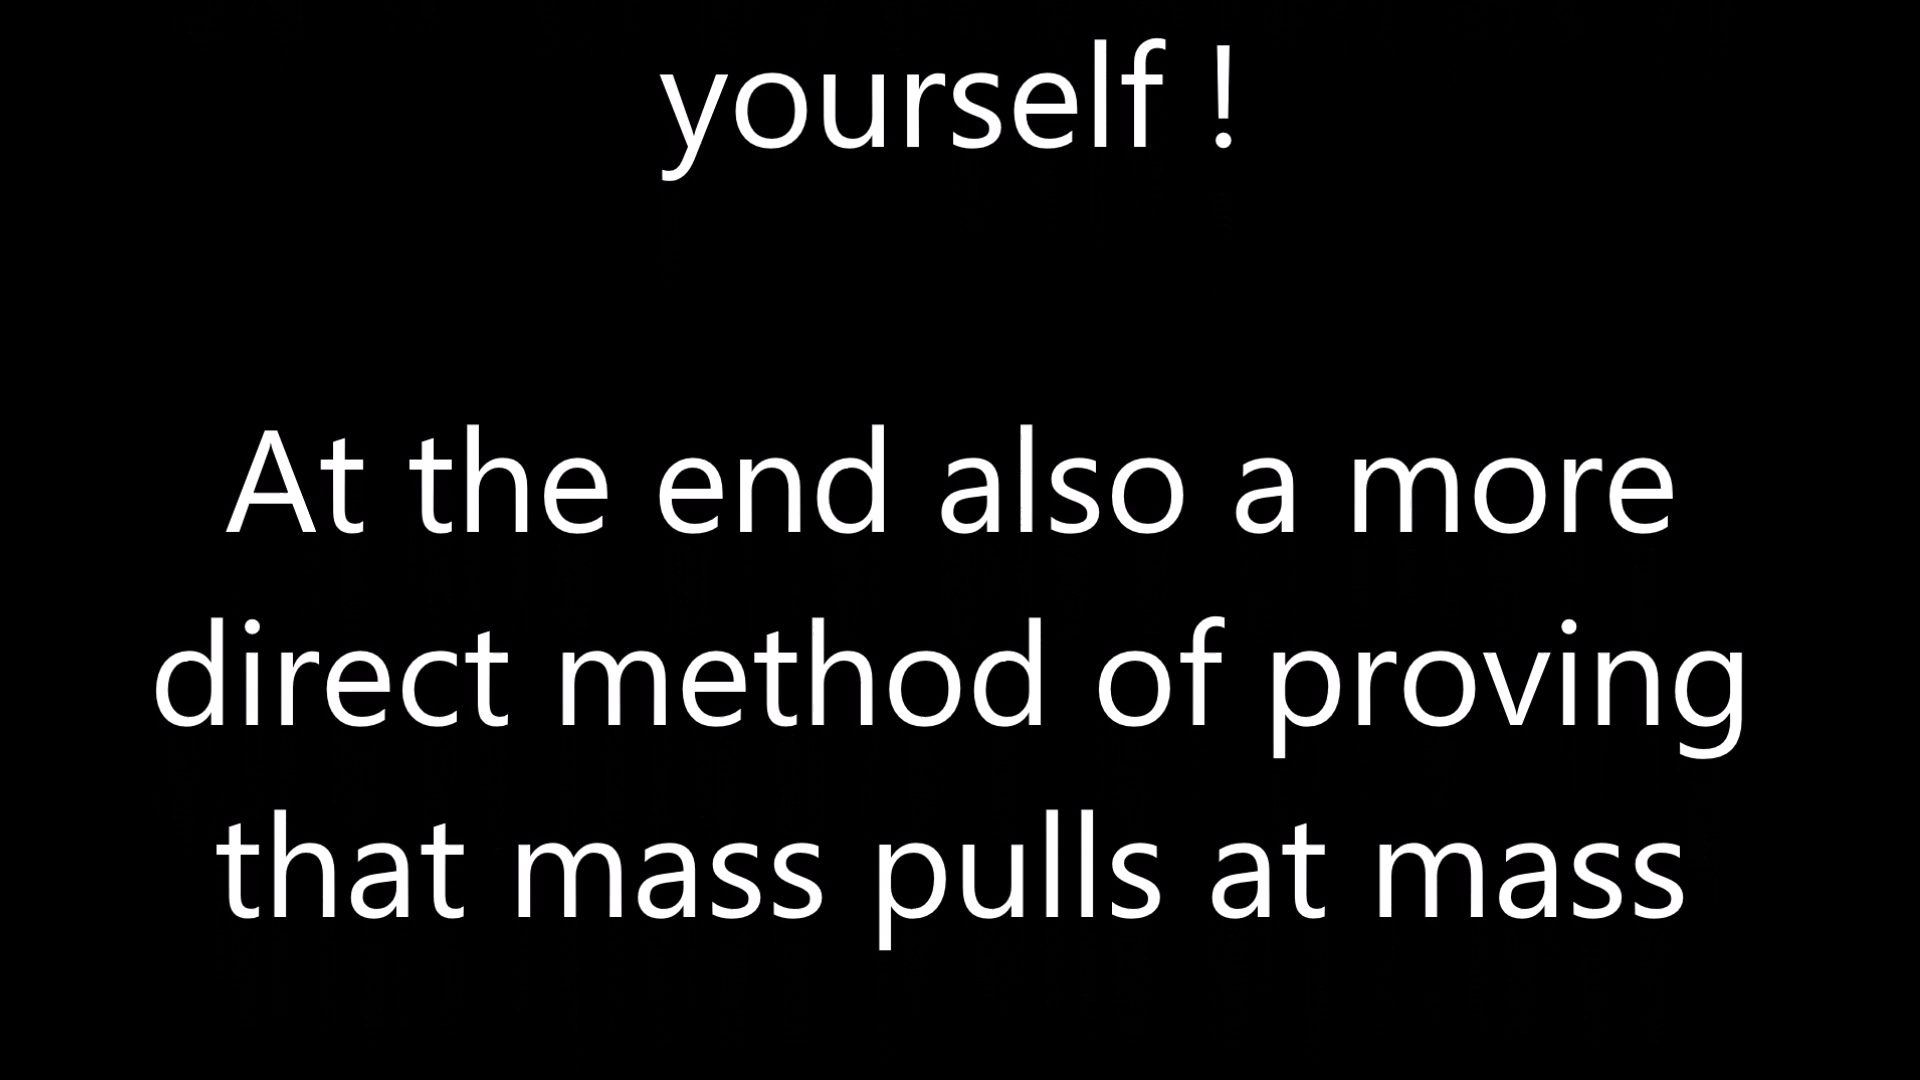 yourself !
At the end also a more
direct method of proving
that mass pulls at mass